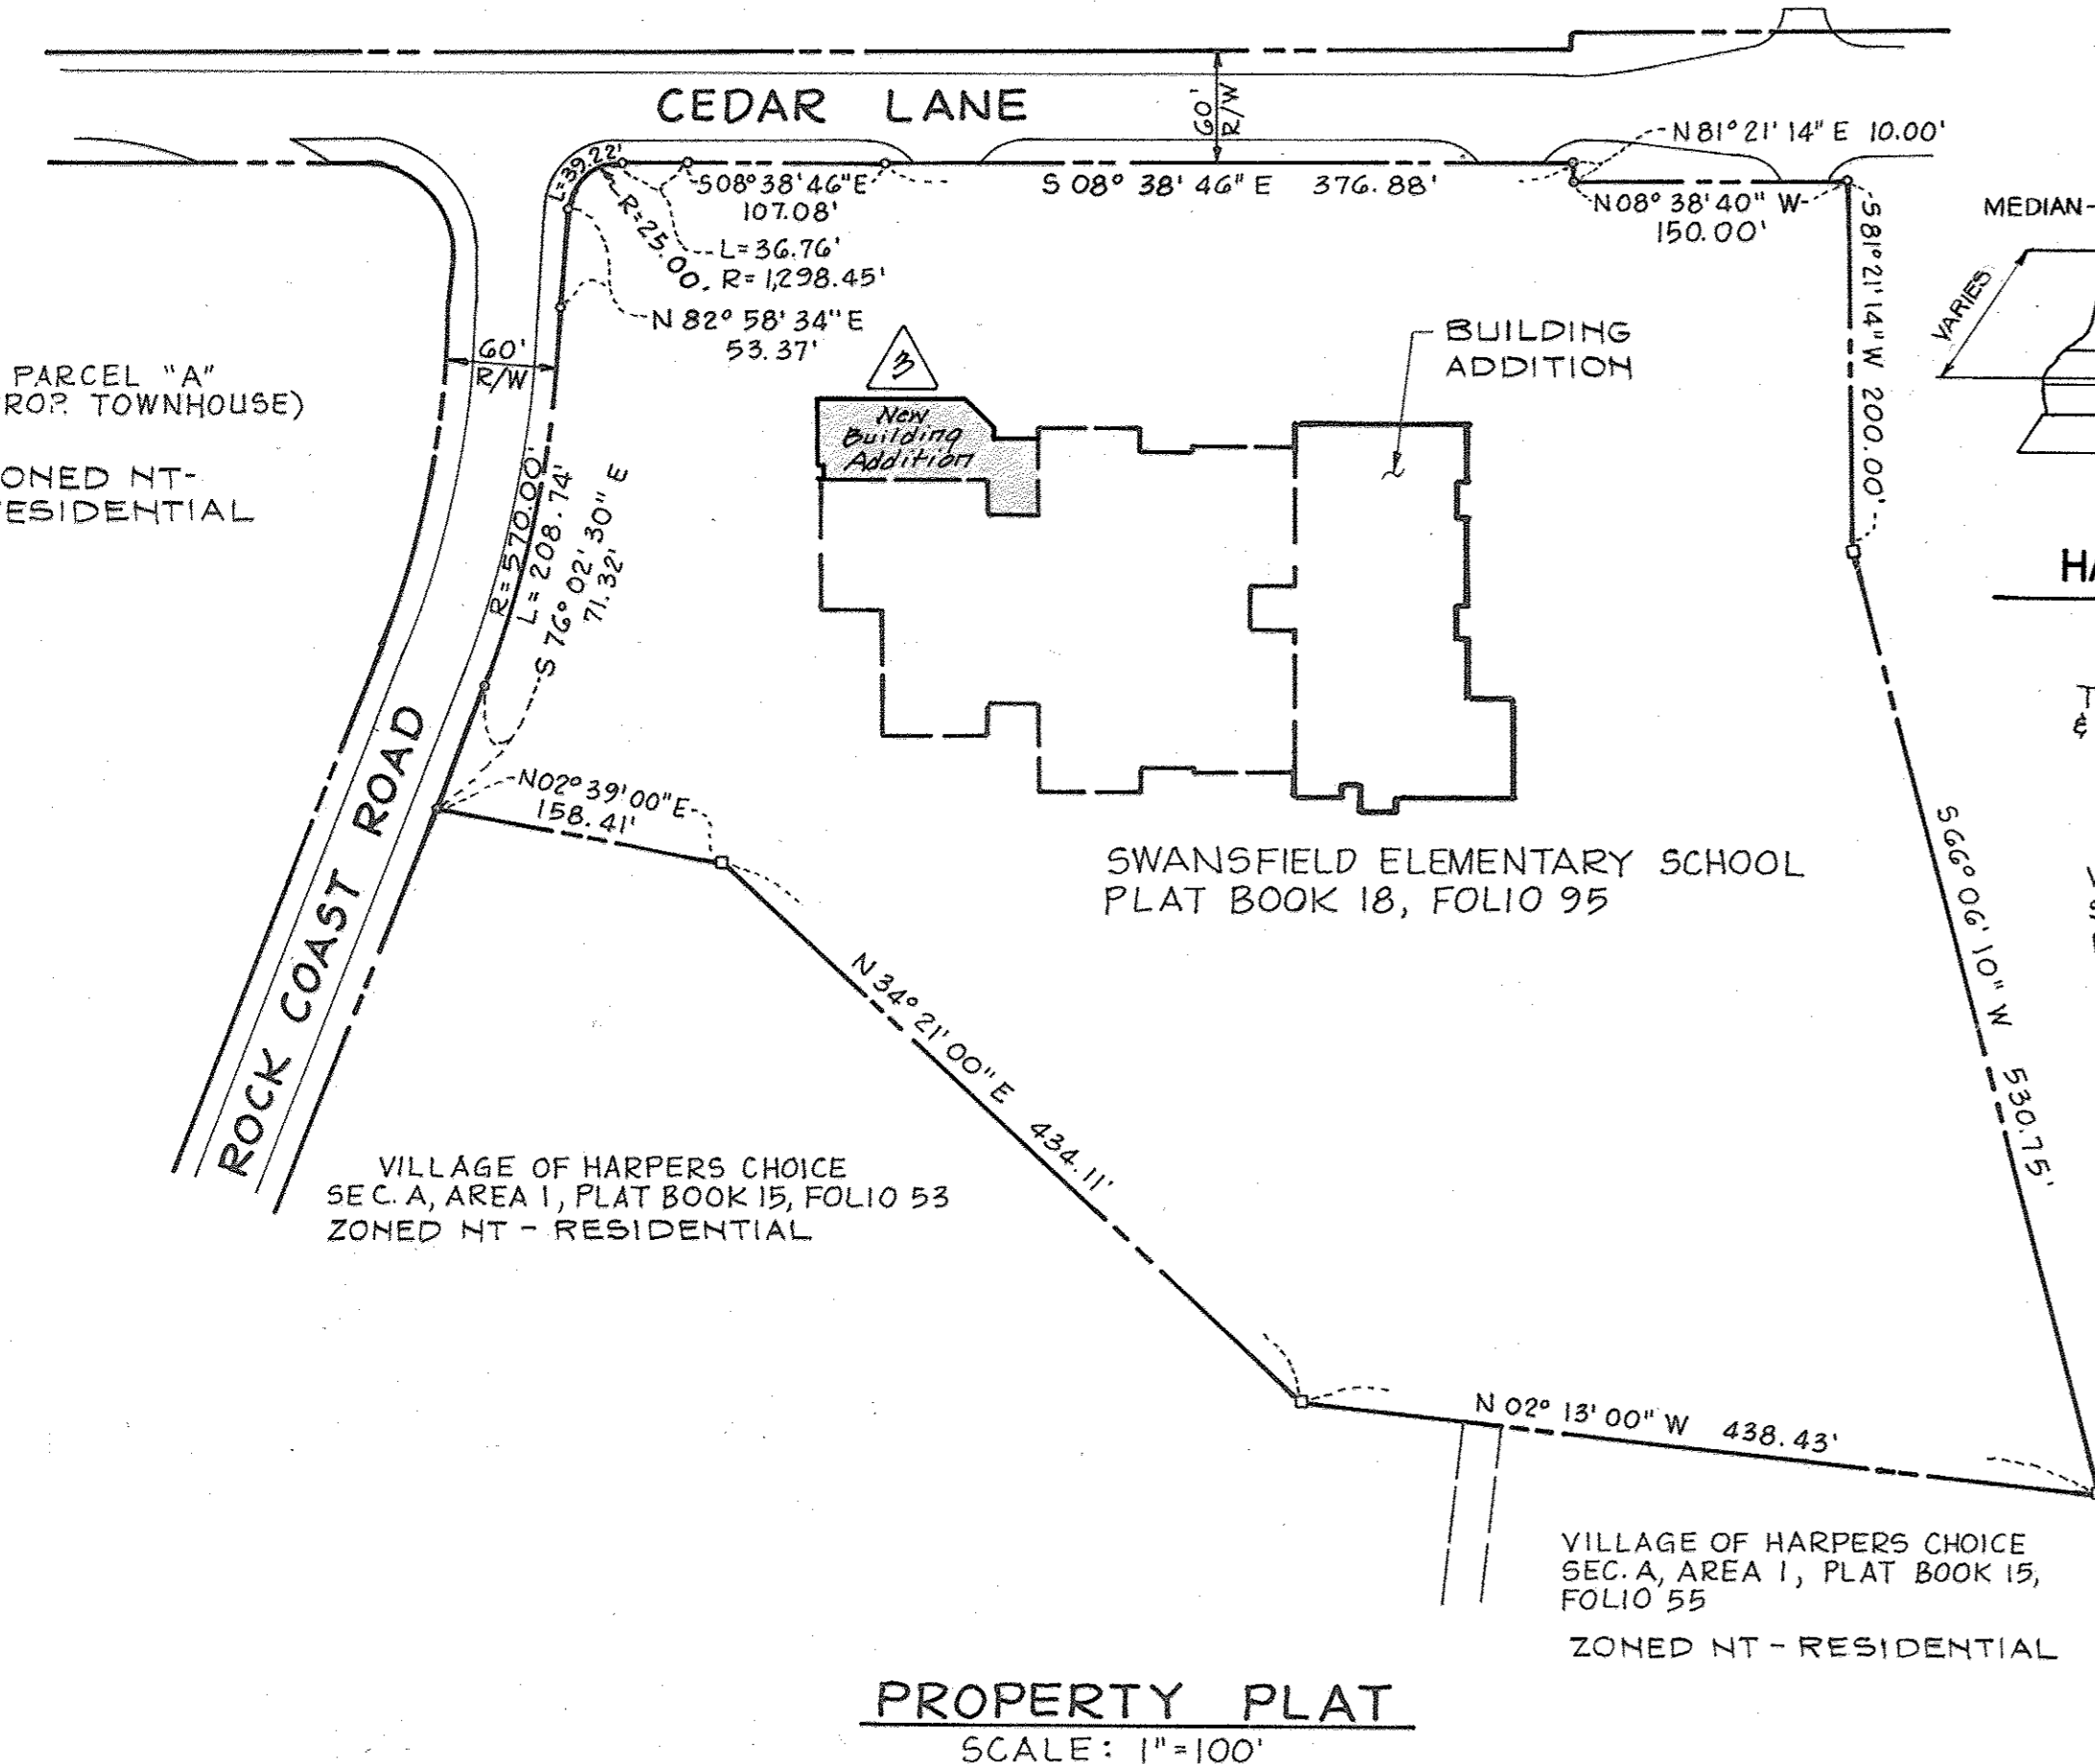 CEDAR LANE
60'
R/W
N 81° 21' 14" E 10.00'
L=39.22'
S08° 38' 46" E
107.08'
S 08° 38' 46" E 376.88'
N08° 38' 40" W
150.00'
S 81° 21' 14" W 200.00'
MEDIAN
VARIES
R=25.00
L=36.76'
R=1,298.45'
N 82° 58' 34" E
53.37'
60'
R/W
3
New
Building
Addition
BUILDING
ADDITION
PARCEL "A"
ROP. TOWNHOUSE)
ONED NT-
ESIDENTIAL
R=570.00'
L=208.74'
S 76° 02' 30" E
71.32'
HA
T
&
ROCK COAST ROAD
N02° 39' 00" E
158.41'
SWANSFIELD ELEMENTARY SCHOOL
PLAT BOOK 18, FOLIO 95
S66° 06' 10" W 530.75'
N 34° 21' 00" E 434.11'
VILLAGE OF HARPERS CHOICE
SEC. A, AREA 1, PLAT BOOK 15, FOLIO 53
ZONED NT - RESIDENTIAL
N 02° 13' 00" W 438.43'
VILLAGE OF HARPERS CHOICE
SEC. A, AREA 1, PLAT BOOK 15,
FOLIO 55
ZONED NT - RESIDENTIAL
PROPERTY PLAT
SCALE: 1"=100'